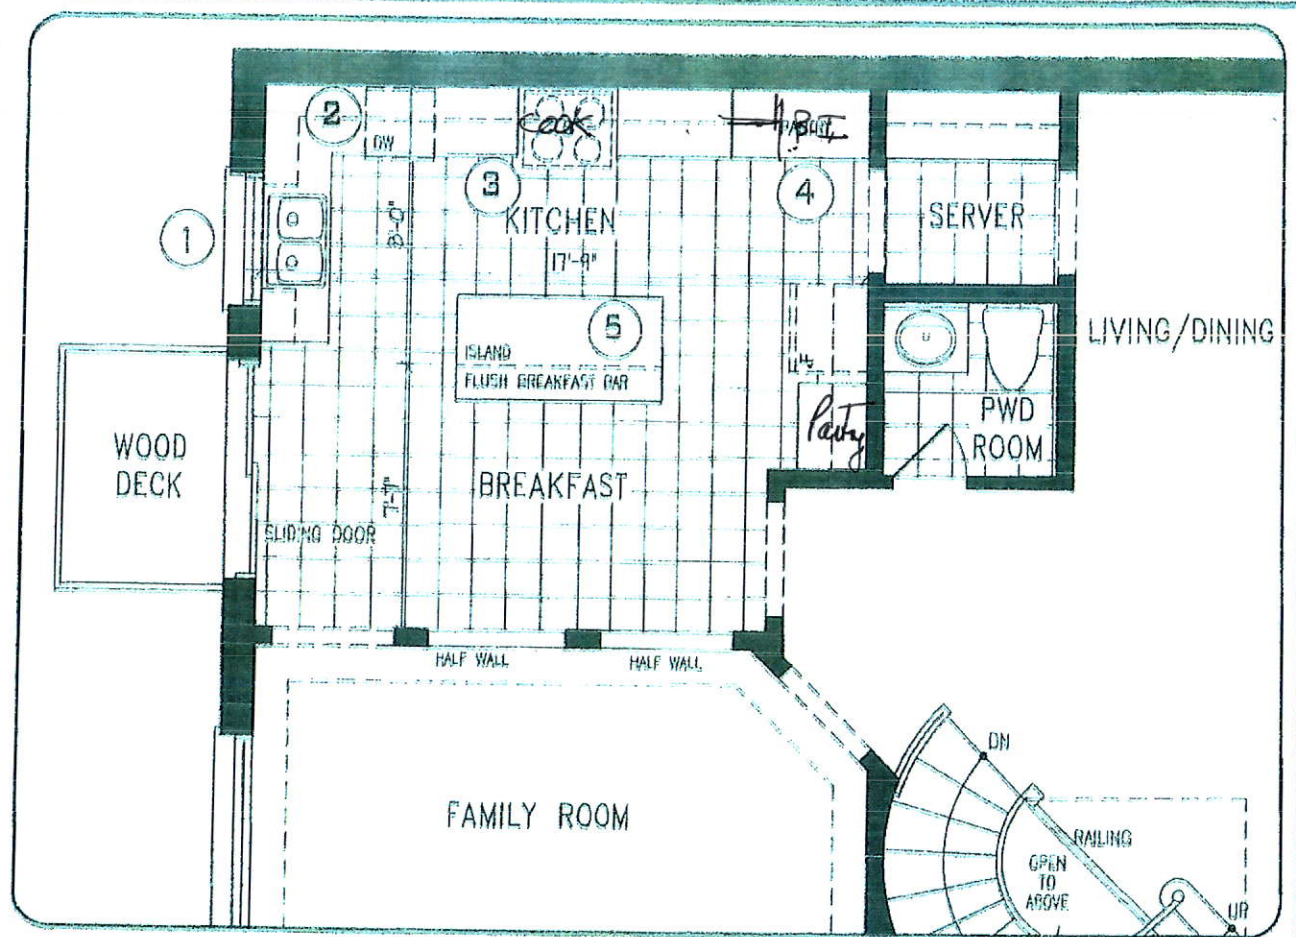 2
DW
COOK
B.I.
3
4
1
KITCHEN
17'-9"
8'-0"
SERVER
5
ISLAND
FLUSH BREAKFAST BAR
LIVING/DINING
PWD
ROOM
WOOD
DECK
BREAKFAST
7'-7"
SLIDING DOOR
HALF WALL
HALF WALL
FAMILY ROOM
DN
RAILING
OPEN
TO
ABOVE
UP